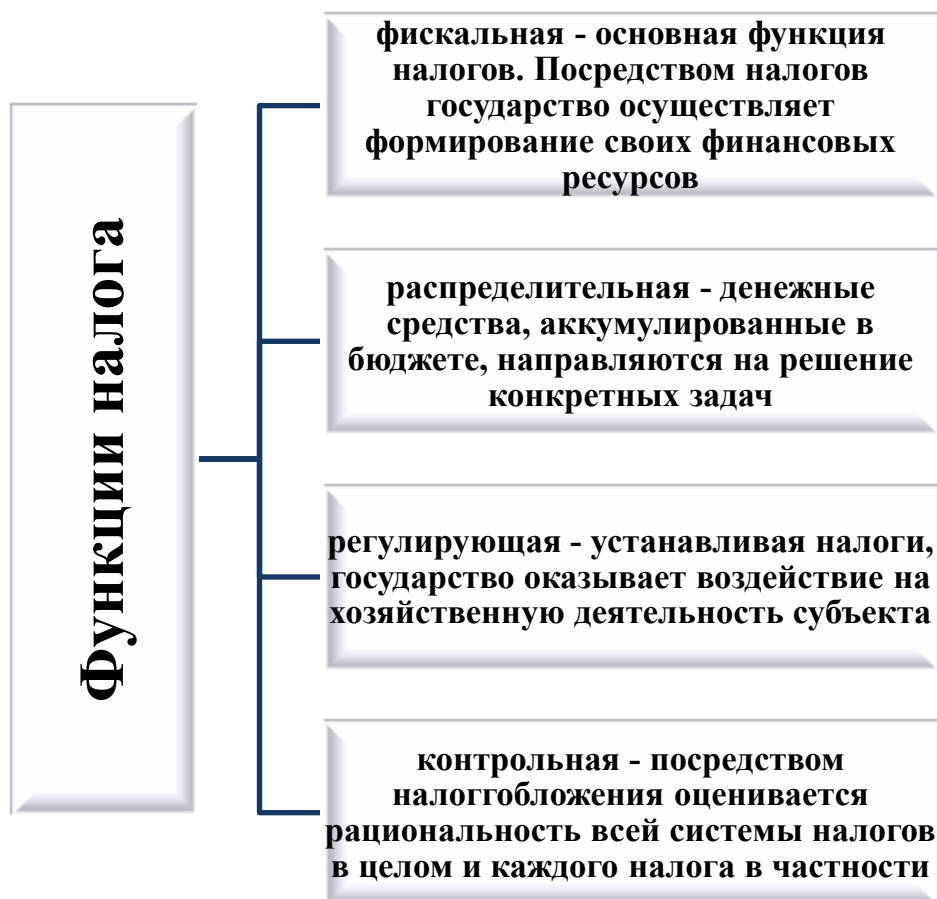 Функции налога
фискальная - основная функция
налогов. Посредством налогов
государство осуществляет
формирование своих финансовых
ресурсов
распределительная - денежные
средства, аккумулированные в
бюджете, направляются на решение
конкретных задач
регулирующая - устанавливая налоги,
государство оказывает воздействие на
хозяйственную деятельность субъекта
контрольная - посредством
налоггобложения оценивается
рациональность всей системы налогов
в целом и каждого налога в частности